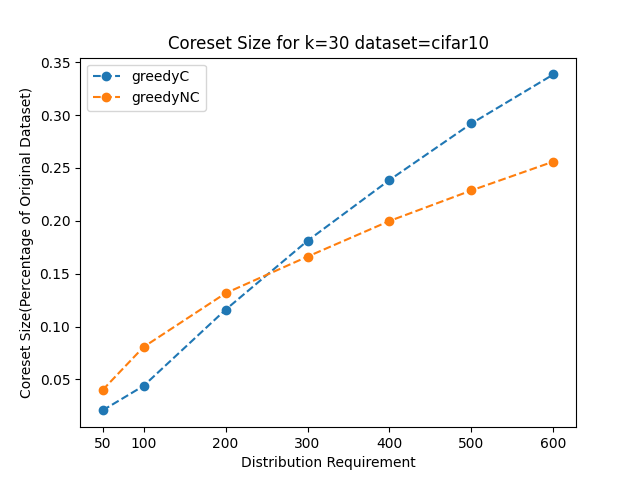 Coreset Size for k=30 dataset=cifar10
greedyC
greedyNC
Coreset Size(Percentage of Original Dataset)
0.35
0.30
0.25
0.20
0.15
0.10
0.05
50 100 200 300 400 500 600
Distribution Requirement